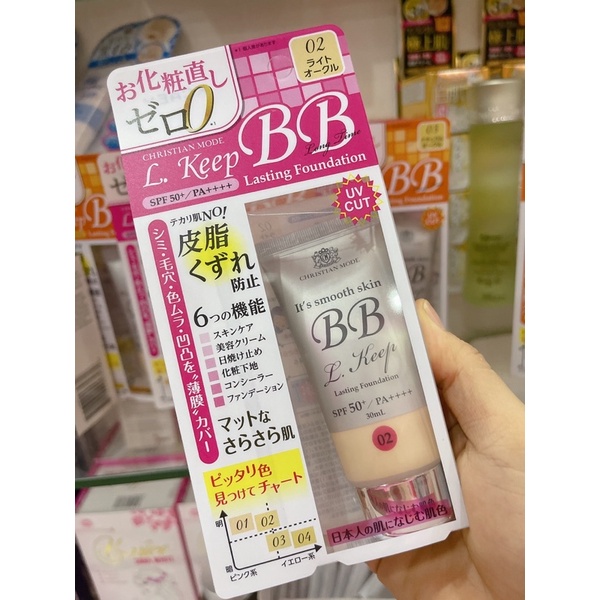 お化粧直し
ゼロ0
※1
CHRISTIAN MODE
L. Keep BB
Long Time
Lasting Foundation
SPF 50+/PA++++
02
ライト
オークル
UV
CUT
テカリ肌NO!
皮脂
くずれ
防止
シミ・毛穴・色ムラ・凹凸を“薄膜”カバー
6つの機能
スキンケア
美容クリーム
日焼け止め
化粧下地
コンシーラー
ファンデーション
マットな
さらさら肌
ピッタリ色
見つけてチャート
明
01
02
03
04
暗
ピンク系
イエロー系
CHRISTIAN MODE
It's smooth skin
BB
L. Keep
Lasting Foundation
SPF 50+/PA++++
30mL
02
日本人の肌になじむ肌色
BB
Lasting Foundation
03